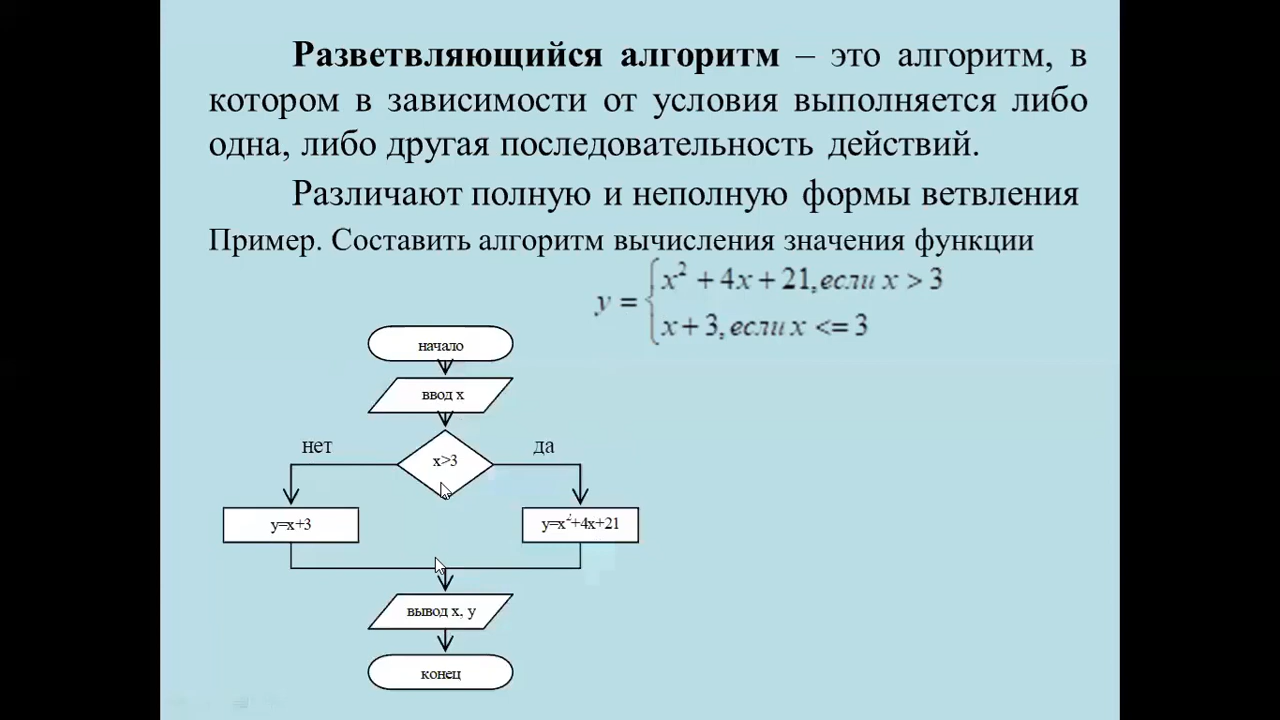 Разветвляющийся алгоритм – это алгоритм, в
котором в зависимости от условия выполняется либо
одна, либо другая последовательность действий.
Различают полную и неполную формы ветвления
Пример. Составить алгоритм вычисления значения функции
y = { x² + 4x + 21, если x > 3
x + 3, если x <= 3
начало
ввод x
нет
да
x>3
y=x+3
y=x²+4x+21
вывод x, y
конец